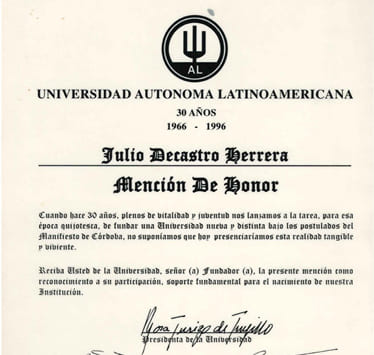 AL
UNIVERSIDAD AUTONOMA LATINOAMERICANA
30 AÑOS
1966 - 1996
Julio Decastro Herrera
Mención De Honor
Cuando hace 30 años, plenos de vitalidad y juventud nos lanzamos a la tarea, para esa
época quijotesca, de fundar una Universidad nueva y distinta bajo los postulados del
Manifiesto de Córdoba, no suponíamos que hoy presenciaríamos esta realidad tangible
y viviente.
Reciba Usted de la Universidad, señor (a) Fundador (a), la presente mención como
reconocimiento a su participación, soporte fundamental para el nacimiento de nuestra
Institución.
Presidenta de la Universidad